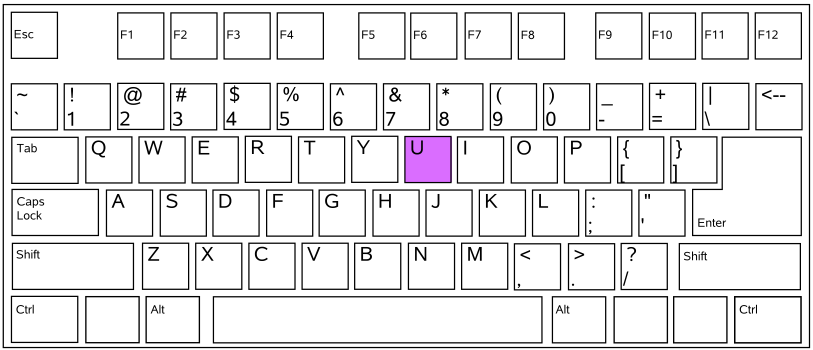 Esc F1 F2 F3 F4 F5 F6 F7 F8 F9 F10 F11 F12
~ ! @ # $ % ^ & * ( ) _ + | <--
` 1 2 3 4 5 6 7 8 9 0 - = \
Tab Q W E R T Y U I O P { }
[ ]
Caps A S D F G H J K L : "
Lock ; '
Enter
Shift Z X C V B N M < > ? Shift
, . /
Ctrl Alt Alt Ctrl